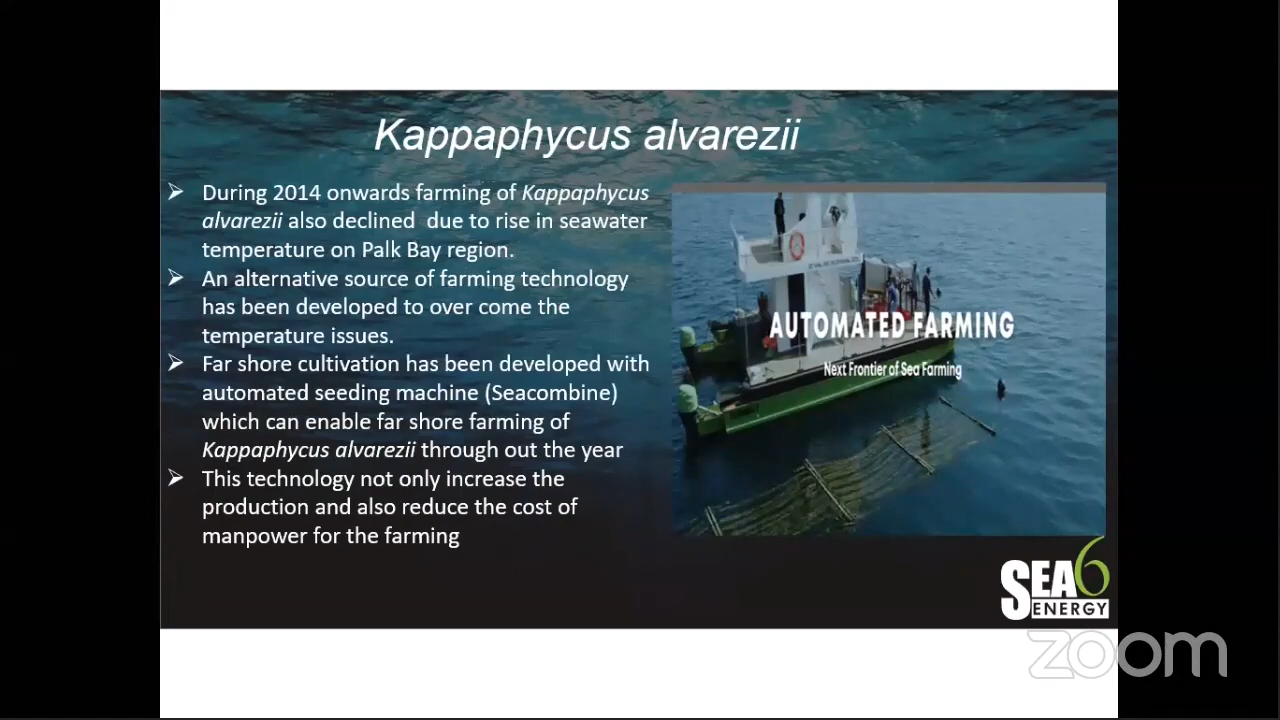 Kappaphycus alvarezii
➢ During 2014 onwards farming of Kappaphycus
alvarezii also declined due to rise in seawater
temperature on Palk Bay region.
➢ An alternative source of farming technology
has been developed to over come the
temperature issues.
➢ Far shore cultivation has been developed with
automated seeding machine (Seacombine)
which can enable far shore farming of
Kappaphycus alvarezii through out the year
➢ This technology not only increase the
production and also reduce the cost of
manpower for the farming
AUTOMATED FARMING
Next Frontier of Sea Farming
SEA6
ENERGY
zoom